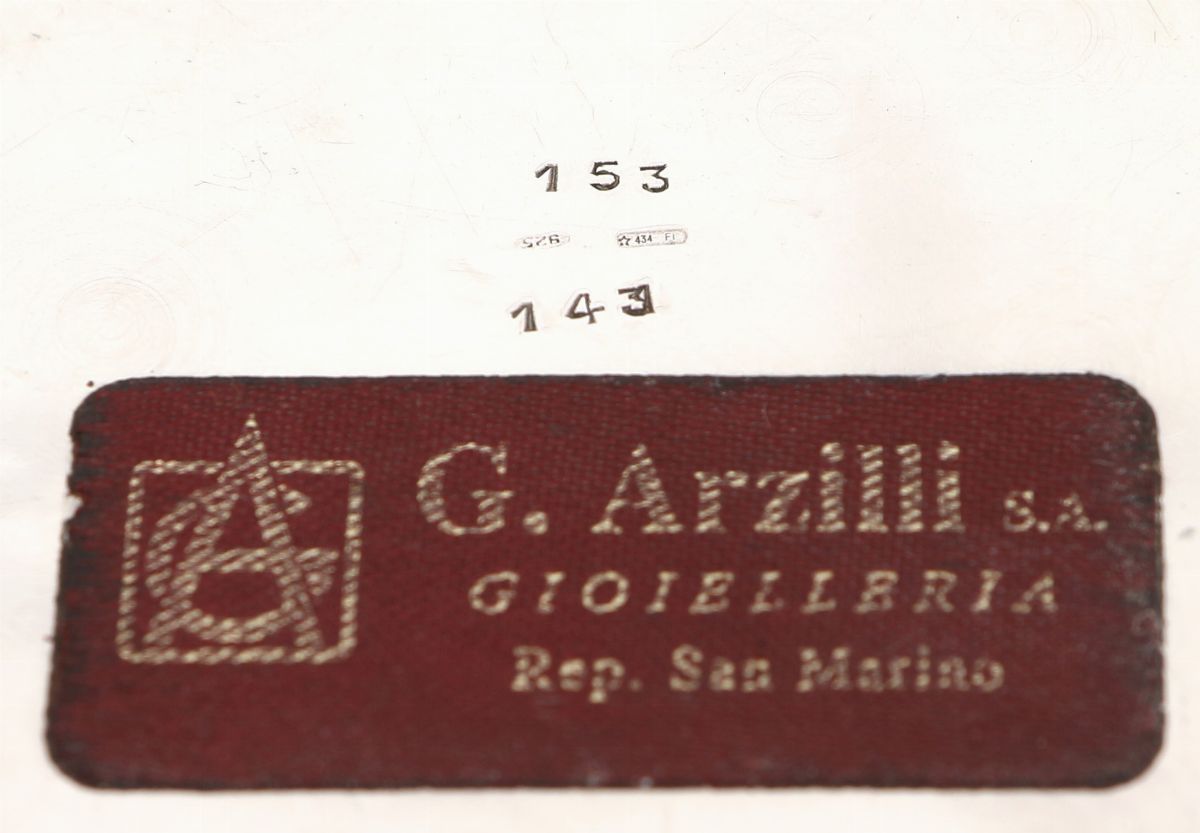 153
925 ☆ 434 FI
143
G. Arzilli S.A.
GIOIELLERIA
Rep. San Marino